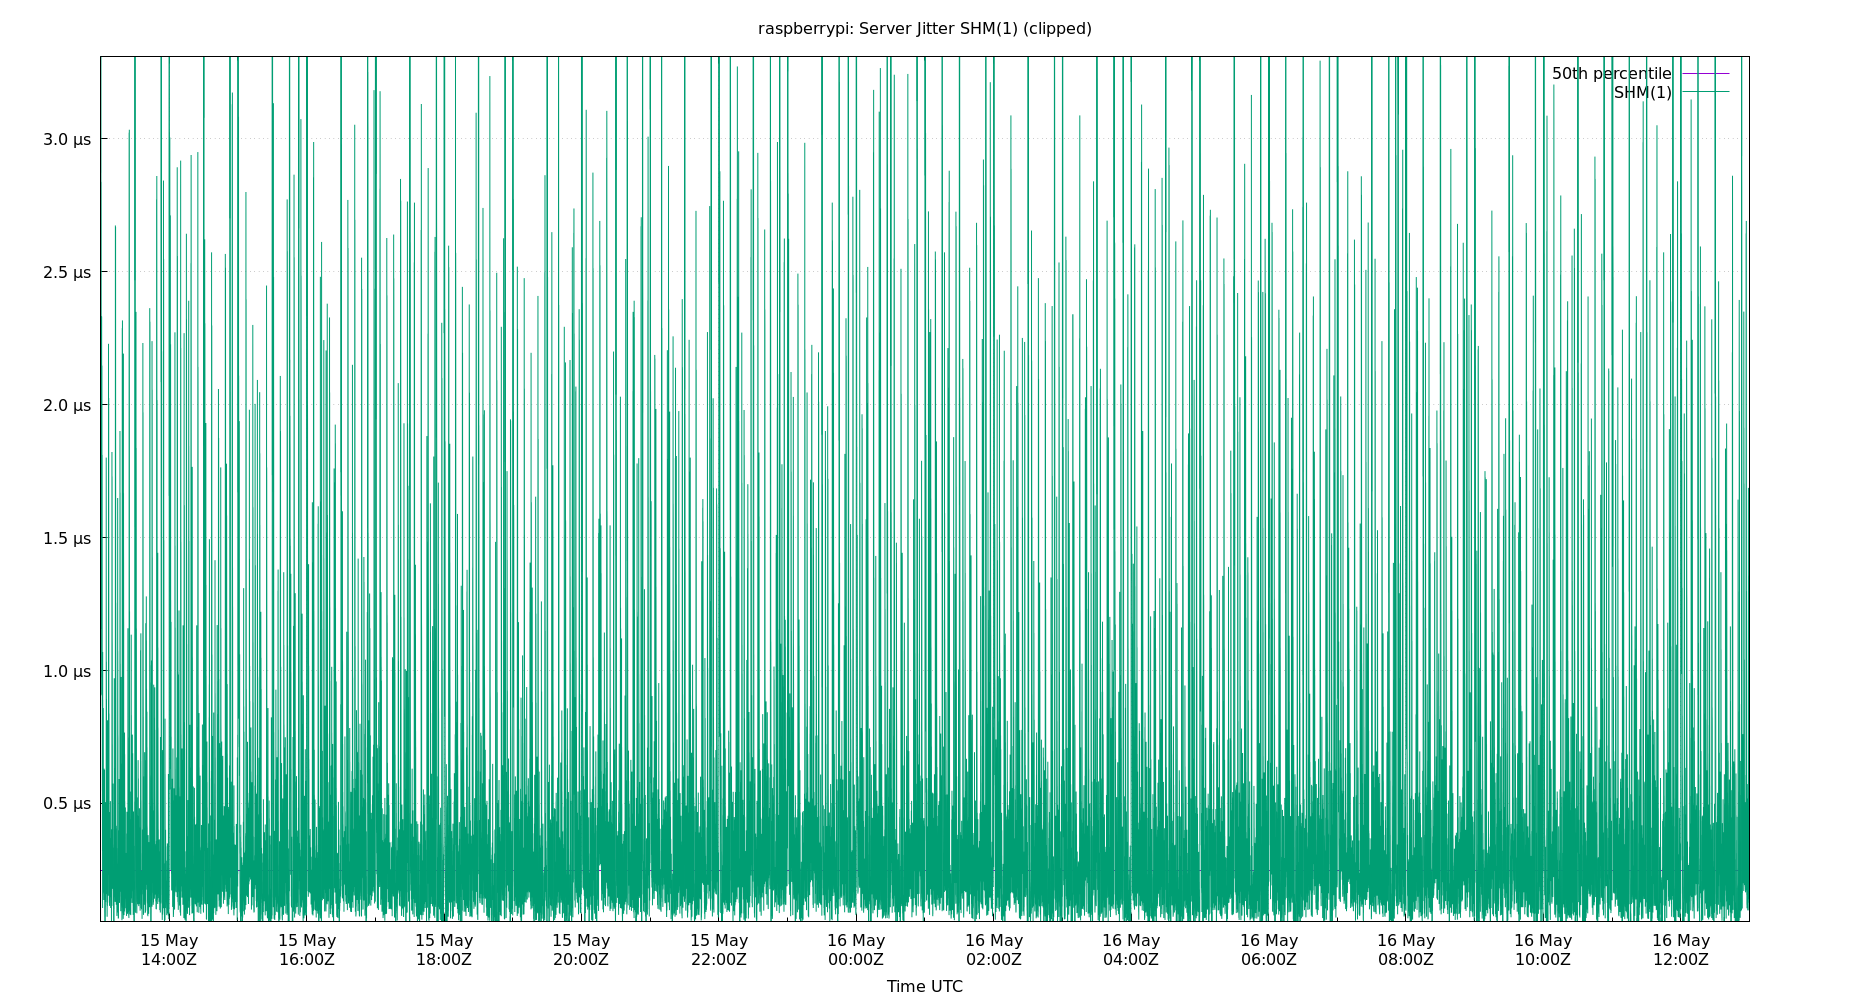 raspberrypi: Server Jitter SHM(1) (clipped)
50th percentile
SHM(1)
3.0 µs
2.5 µs
2.0 µs
1.5 µs
1.0 µs
0.5 µs
15 May 15 May 15 May 15 May 15 May 16 May 16 May 16 May 16 May 16 May 16 May 16 May
14:00Z 16:00Z 18:00Z 20:00Z 22:00Z 00:00Z 02:00Z 04:00Z 06:00Z 08:00Z 10:00Z 12:00Z
Time UTC